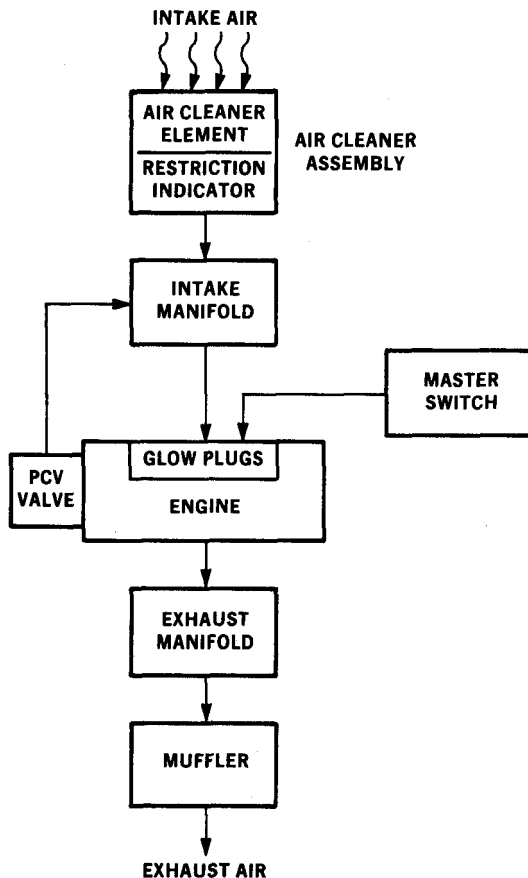 INTAKE AIR
AIR CLEANER
ELEMENT
RESTRICTION
INDICATOR
AIR CLEANER
ASSEMBLY
INTAKE
MANIFOLD
MASTER
SWITCH
GLOW PLUGS
PCV
VALVE
ENGINE
EXHAUST
MANIFOLD
MUFFLER
EXHAUST AIR